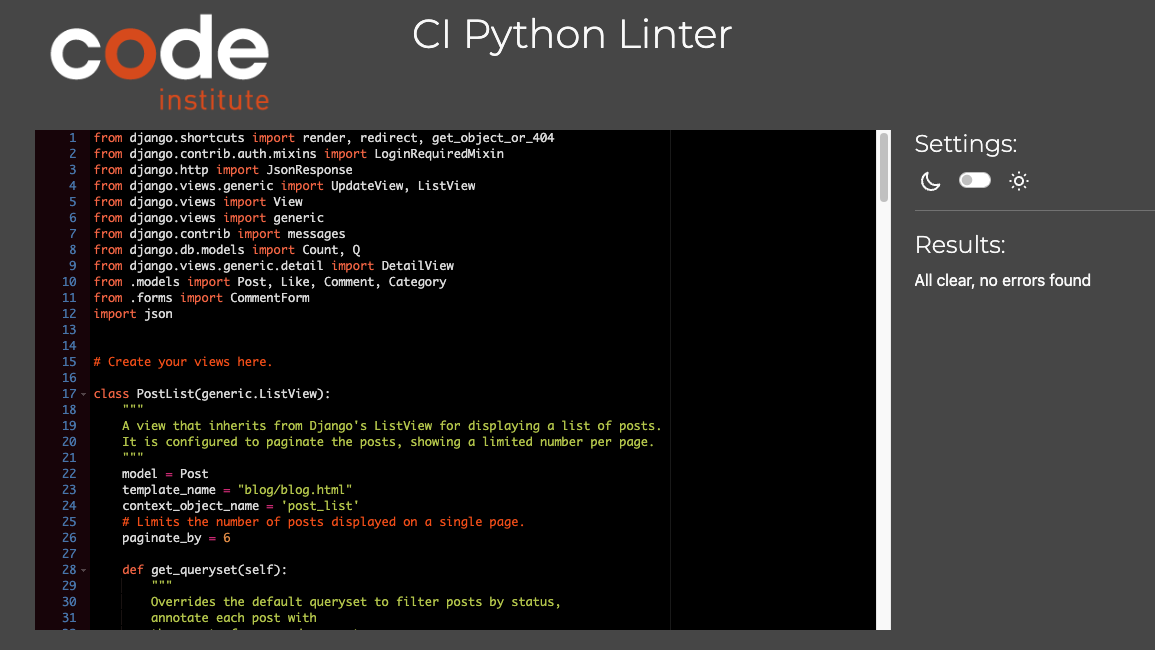 code
institute
CI Python Linter
1 from django.shortcuts import render, redirect, get_object_or_404
2 from django.contrib.auth.mixins import LoginRequiredMixin
3 from django.http import JsonResponse
4 from django.views.generic import UpdateView, ListView
5 from django.views import View
6 from django.views import generic
7 from django.contrib import messages
8 from django.db.models import Count, Q
9 from django.views.generic.detail import DetailView
10 from .models import Post, Like, Comment, Category
11 from .forms import CommentForm
12 import json
13
14
15 # Create your views here.
16
17 class PostList(generic.ListView):
18     """
19     A view that inherits from Django's ListView for displaying a list of posts.
20     It is configured to paginate the posts, showing a limited number per page.
21     """
22     model = Post
23     template_name = "blog/blog.html"
24     context_object_name = 'post_list'
25     # Limits the number of posts displayed on a single page.
26     paginate_by = 6
27
28     def get_queryset(self):
29         """
30         Overrides the default queryset to filter posts by status,
31         annotate each post with
Settings:
Results:
All clear, no errors found